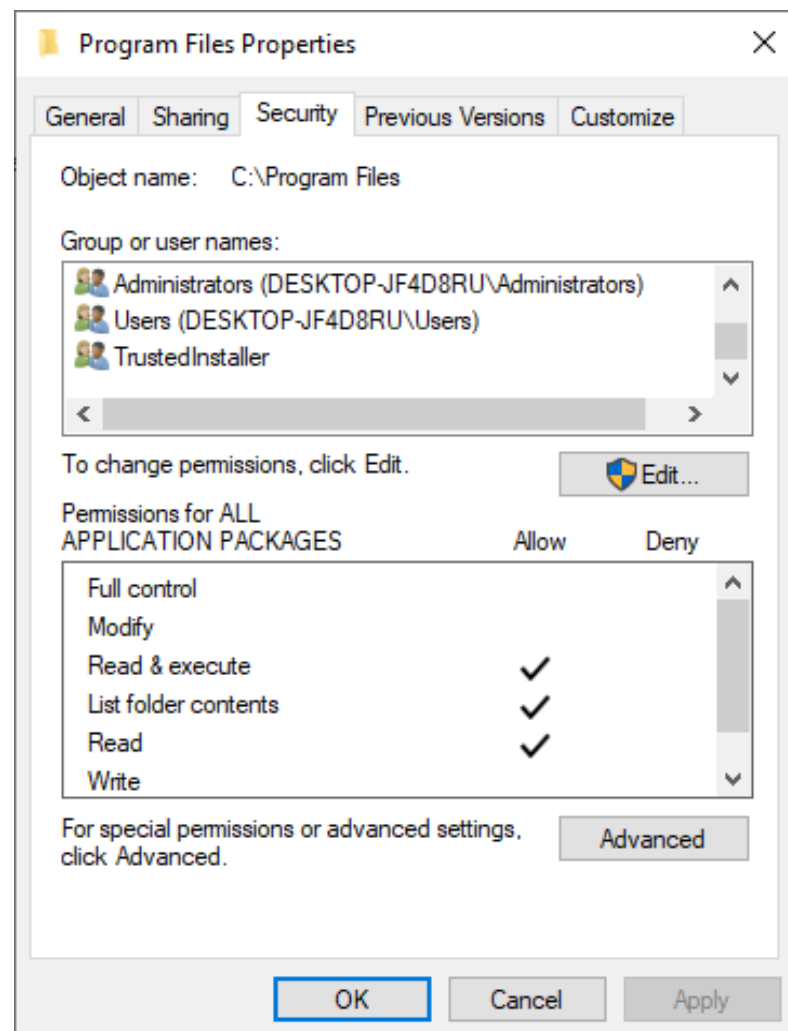 Program Files Properties
General Sharing Security Previous Versions Customize
Object name: C:\Program Files
Group or user names:
Administrators (DESKTOP-JF4D8RU\Administrators)
Users (DESKTOP-JF4D8RU\Users)
TrustedInstaller
To change permissions, click Edit.
Edit...
Permissions for ALL
APPLICATION PACKAGES Allow Deny
Full control
Modify
Read & execute
List folder contents
Read
Write
For special permissions or advanced settings,
click Advanced.
Advanced
OK Cancel Apply